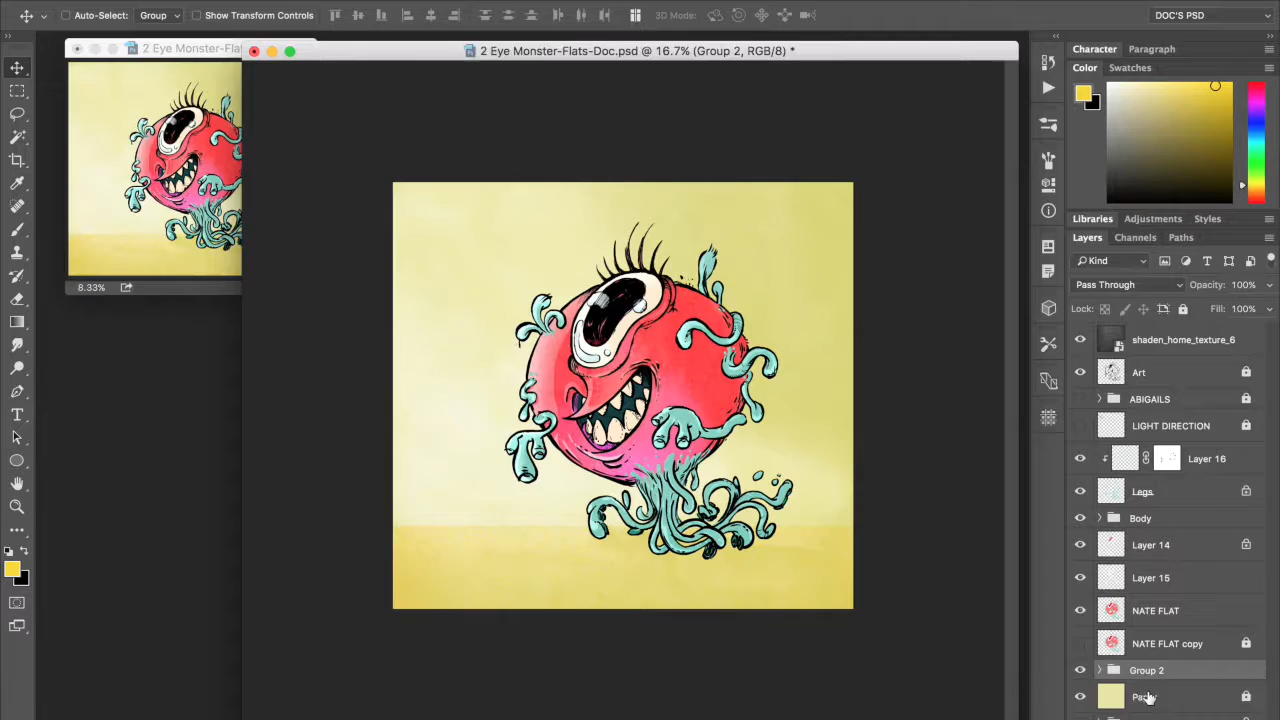 Auto-Select: Group Show Transform Controls 3D Mode: DOC'S PSD
2 Eye Monster-Fla
2 Eye Monster-Flats-Doc.psd @ 16.7% (Group 2, RGB/8) *
8.33%
Character Paragraph
Color Swatches
Libraries Adjustments Styles
Layers Channels Paths
Kind
Pass Through Opacity: 100%
Lock: Fill: 100%
shaden_home_texture_6
Art
ABIGAILS
LIGHT DIRECTION
Layer 16
Legs
Body
Layer 14
Layer 15
NATE FLAT
NATE FLAT copy
Group 2